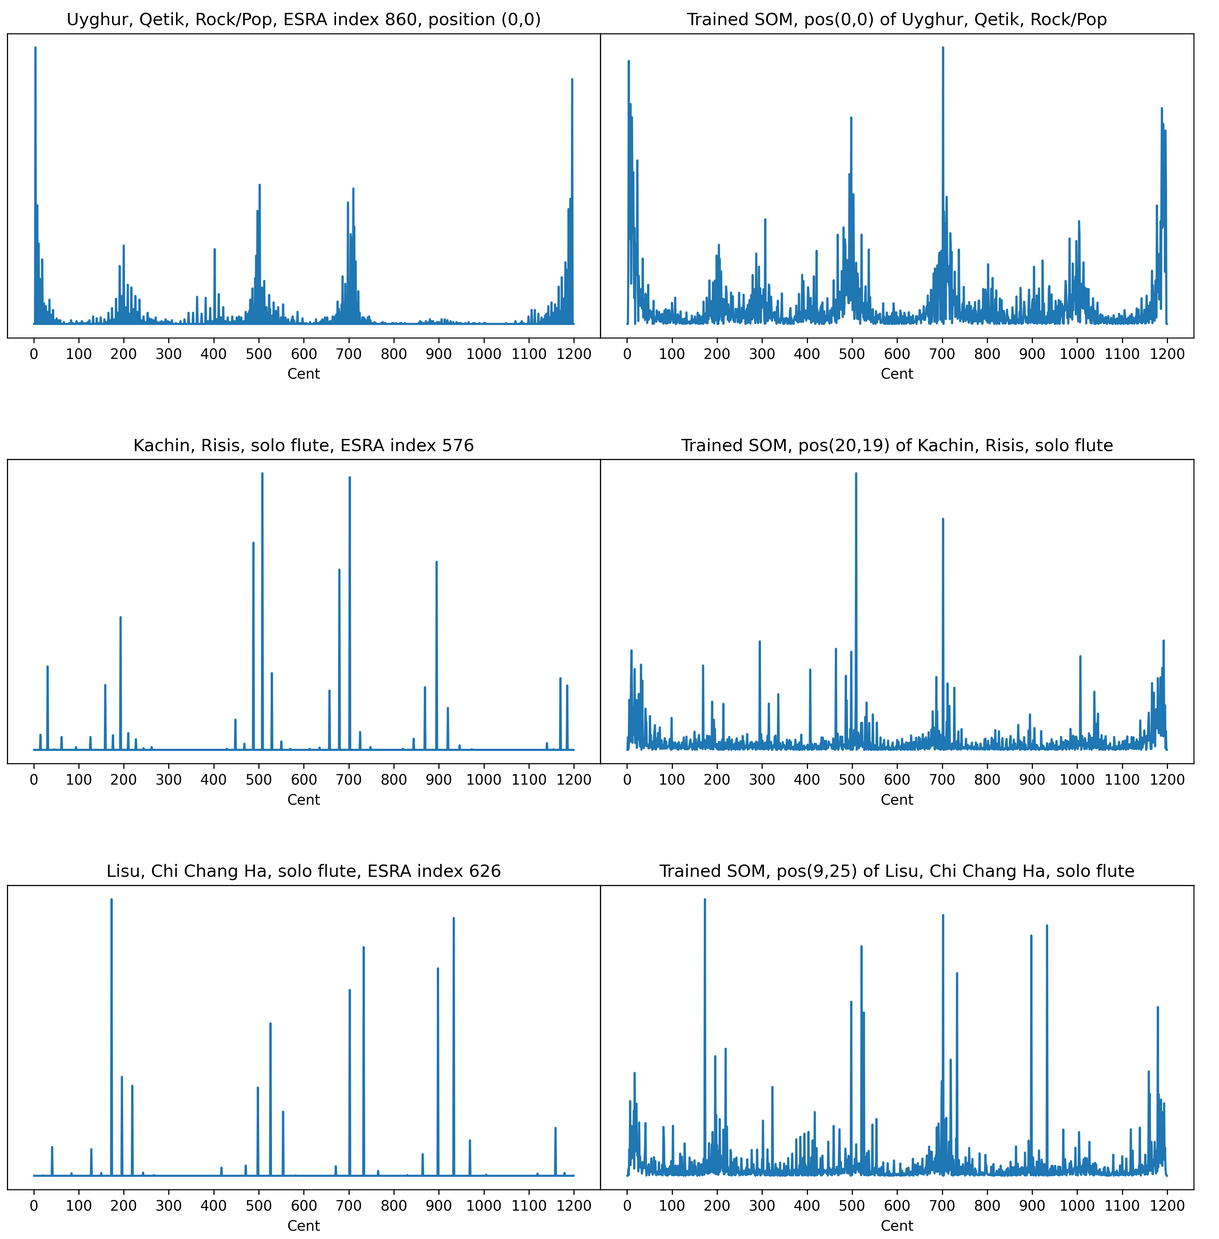 Uyghur, Qetik, Rock/Pop, ESRA index 860, position (0,0)
Trained SOM, pos(0,0) of Uyghur, Qetik, Rock/Pop
0 100 200 300 400 500 600 700 800 900 1000 1100 1200
0 100 200 300 400 500 600 700 800 900 1000 1100 1200
Cent
Cent
Kachin, Risis, solo flute, ESRA index 576
Trained SOM, pos(20,19) of Kachin, Risis, solo flute
0 100 200 300 400 500 600 700 800 900 1000 1100 1200
0 100 200 300 400 500 600 700 800 900 1000 1100 1200
Cent
Cent
Lisu, Chi Chang Ha, solo flute, ESRA index 626
Trained SOM, pos(9,25) of Lisu, Chi Chang Ha, solo flute
0 100 200 300 400 500 600 700 800 900 1000 1100 1200
0 100 200 300 400 500 600 700 800 900 1000 1100 1200
Cent
Cent